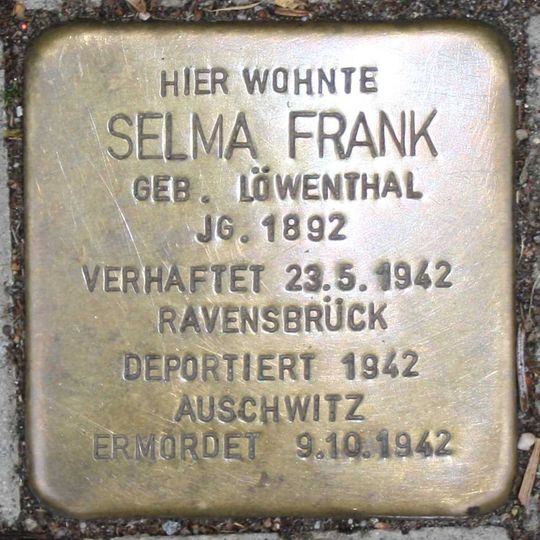 HIER WOHNTE
SELMA FRANK
GEB. LÖWENTHAL
JG. 1892
VERHAFTET 23.5.1942
RAVENSBRÜCK
DEPORTIERT 1942
AUSCHWITZ
ERMORDET 9.10.1942